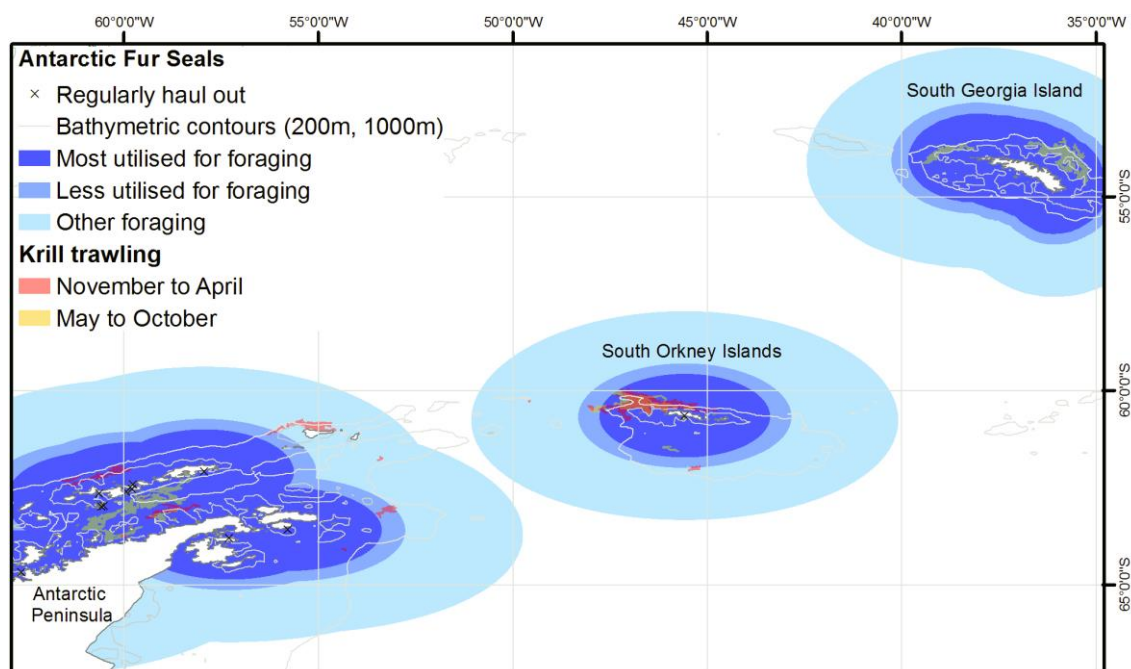 60°0'0"W 55°0'0"W 50°0'0"W 45°0'0"W 40°0'0"W 35°0'0"W
Antarctic Fur Seals
Regularly haul out
Bathymetric contours (200m, 1000m)
Most utilised for foraging
Less utilised for foraging
Other foraging
Krill trawling
November to April
May to October
South Georgia Island
55°0'0"S
South Orkney Islands
60°0'0"S
65°0'0"S
Antarctic
Peninsula